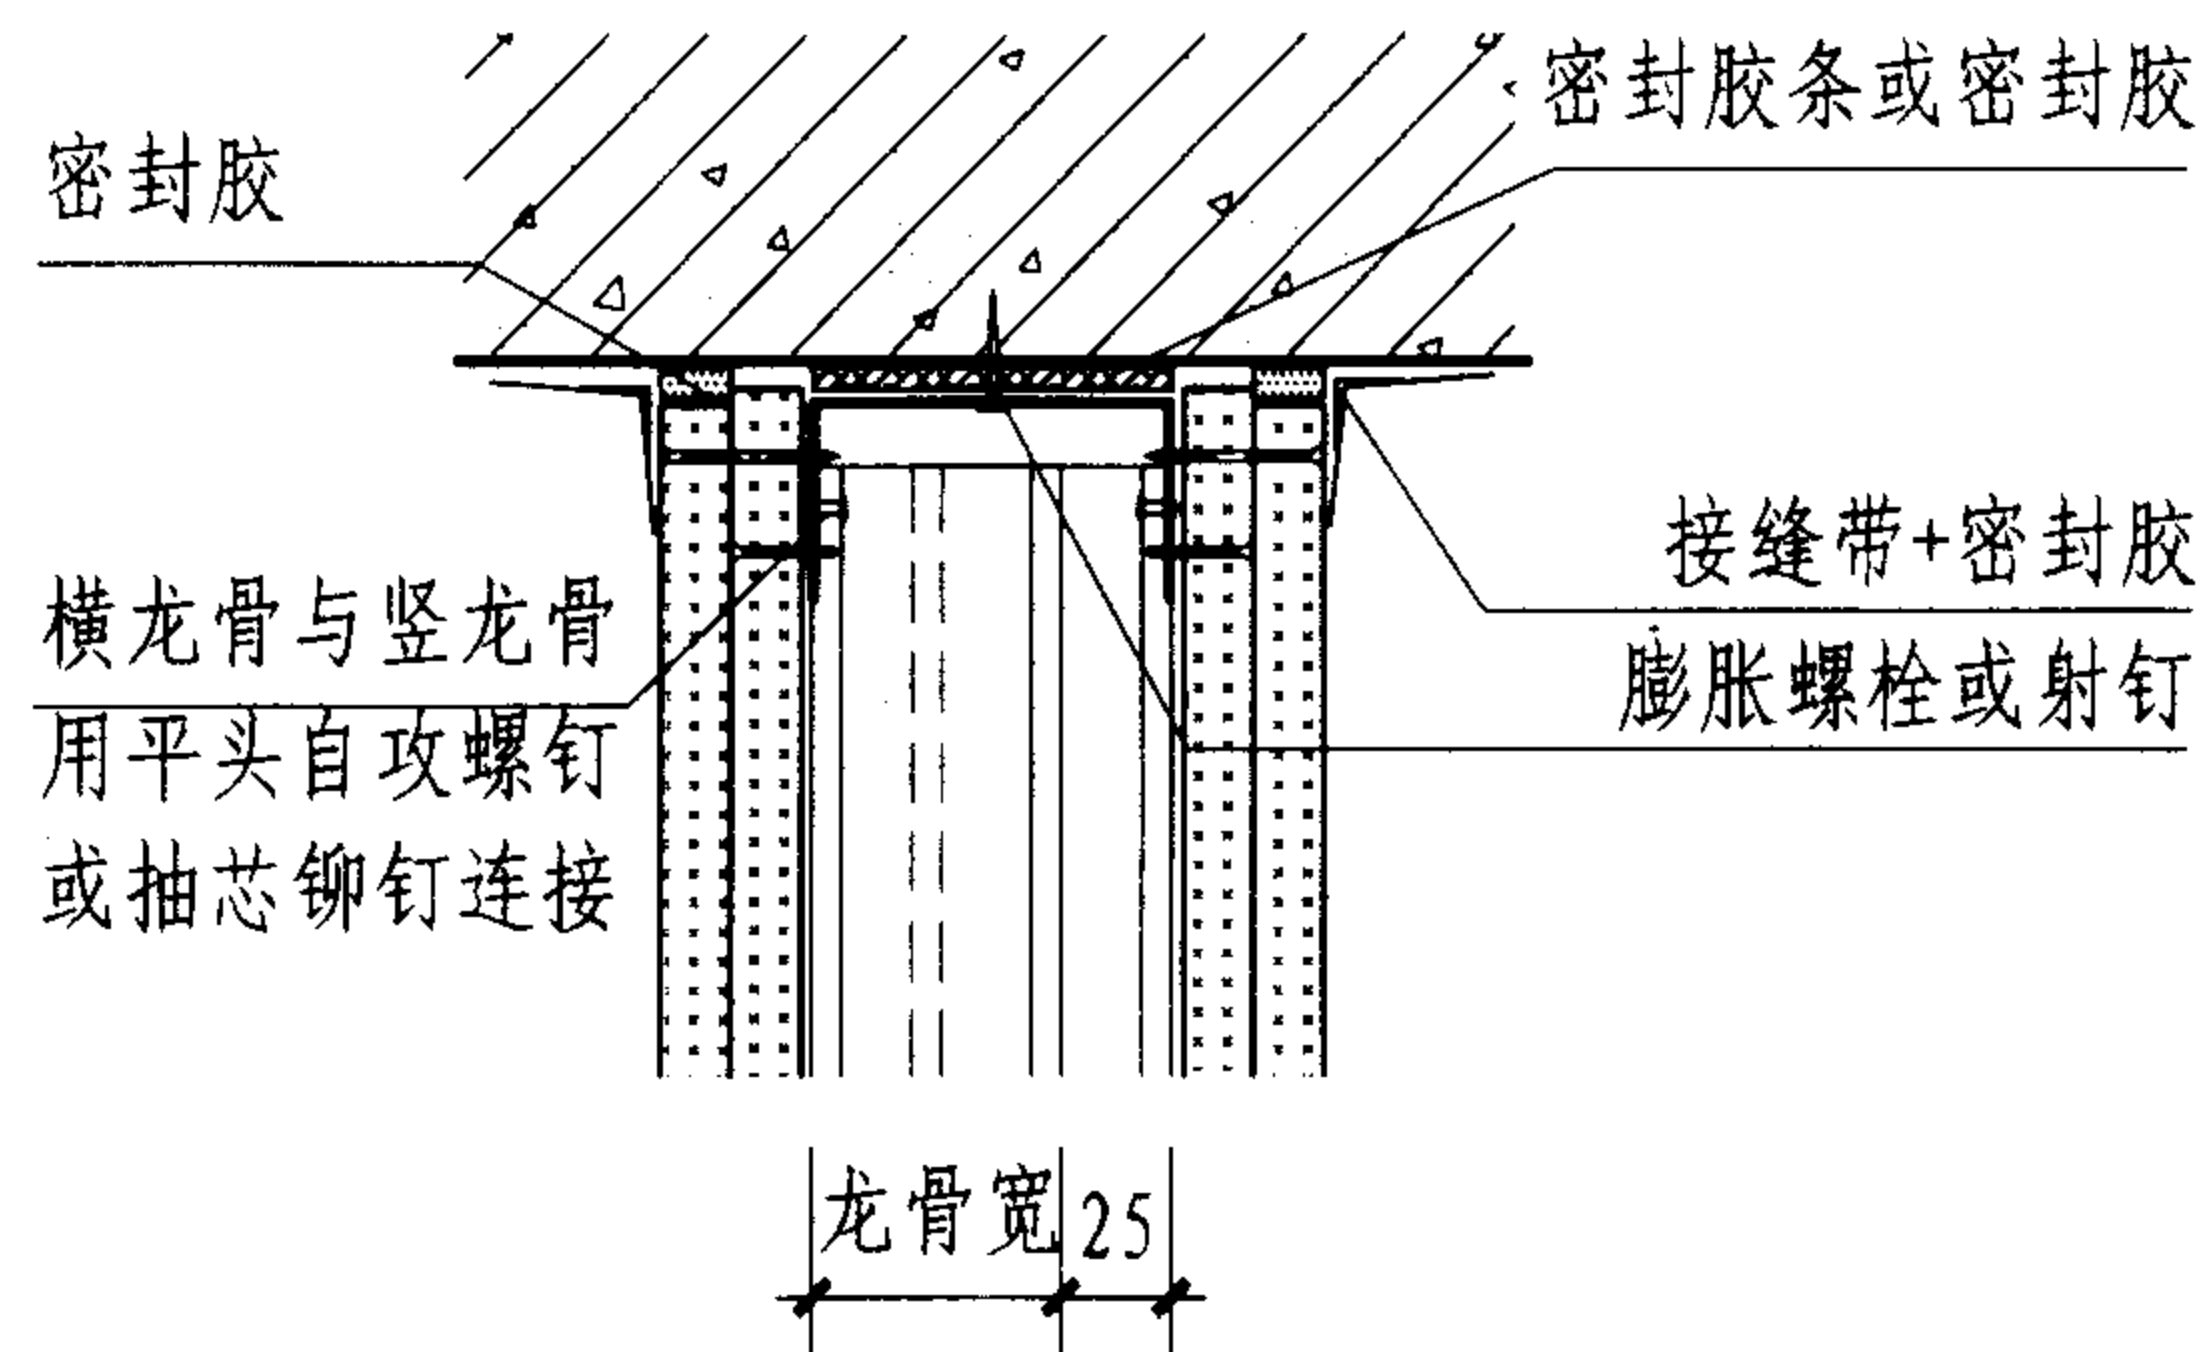 密封胶条或密封胶
密封胶
接缝带+密封胶
横龙骨与竖龙骨
用平头自攻螺钉
或抽芯铆钉连接
膨胀螺栓或射钉
龙骨宽 25